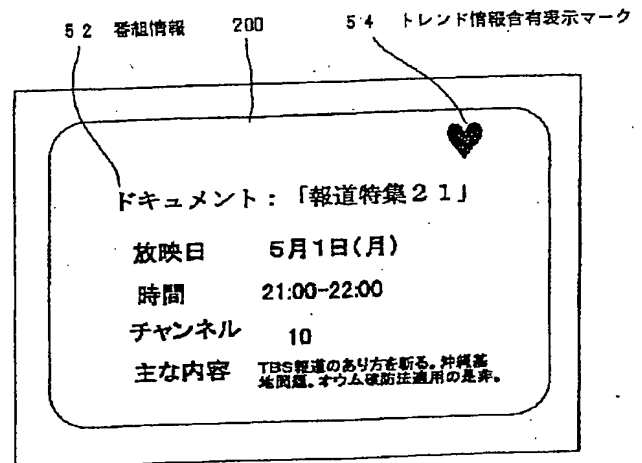 52 番組情報 200 54 トレンド情報含有表示マーク
ドキュメント:「報道特集21」
放映日 5月1日(月)
時間 21:00-22:00
チャンネル 10
主な内容 TBS報道のあり方を斬る。沖縄基
地問題。オウム破防法適用の是非。